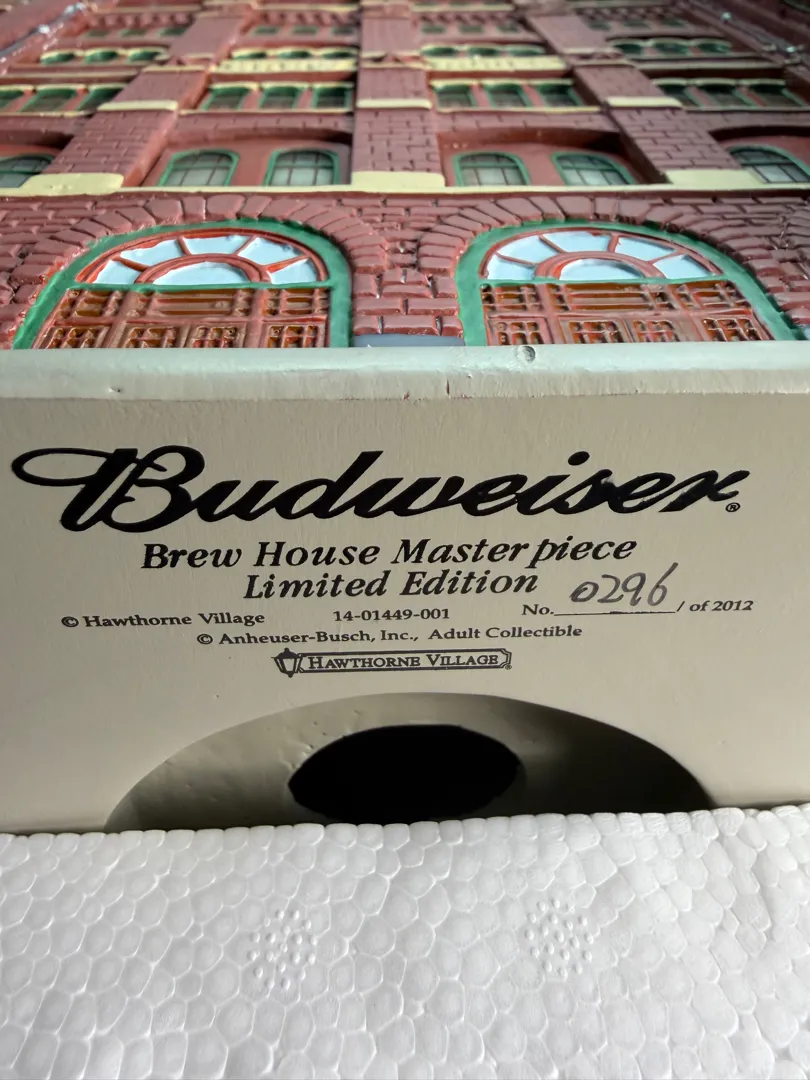 Budweiser®
Brew House Masterpiece
Limited Edition
© Hawthorne Village 14-01449-001 No. 0296 / of 2012
© Anheuser-Busch, Inc., Adult Collectible
HAWTHORNE VILLAGE